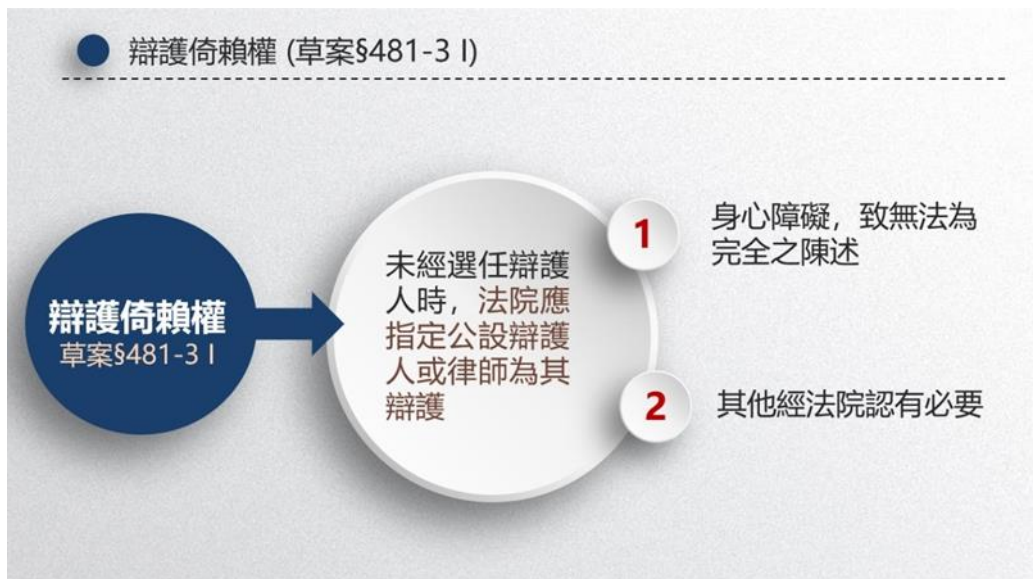 辯護倚賴權 (草案§481-3 I)
辯護倚賴權
草案§481-3 I
未經選任辯護
人時，法院應
指定公設辯護
人或律師為其
辯護
1
身心障礙，致無法為
完全之陳述
2
其他經法院認有必要